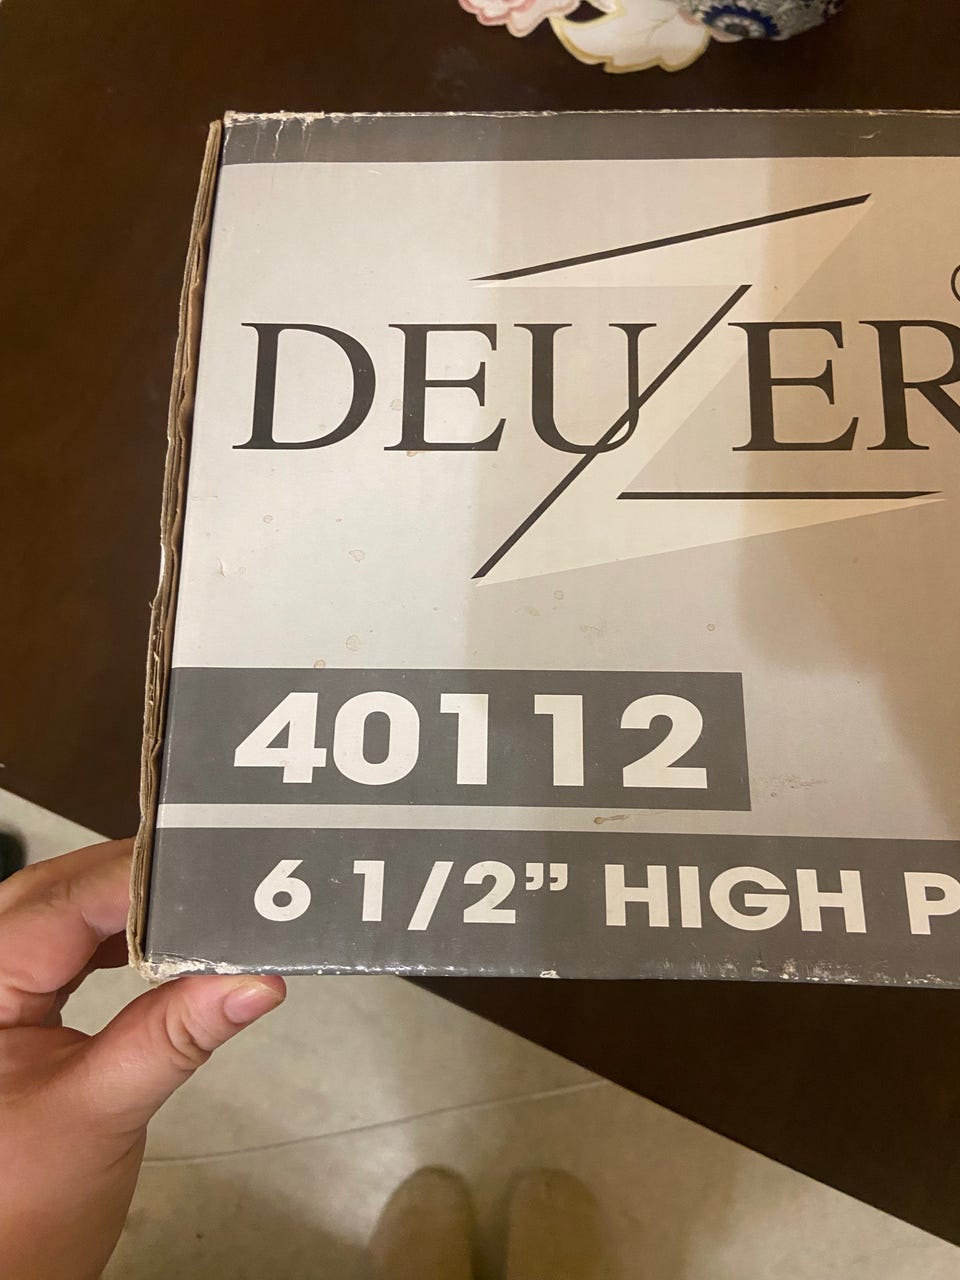 DEUZER
40112
6 1/2” HIGH P